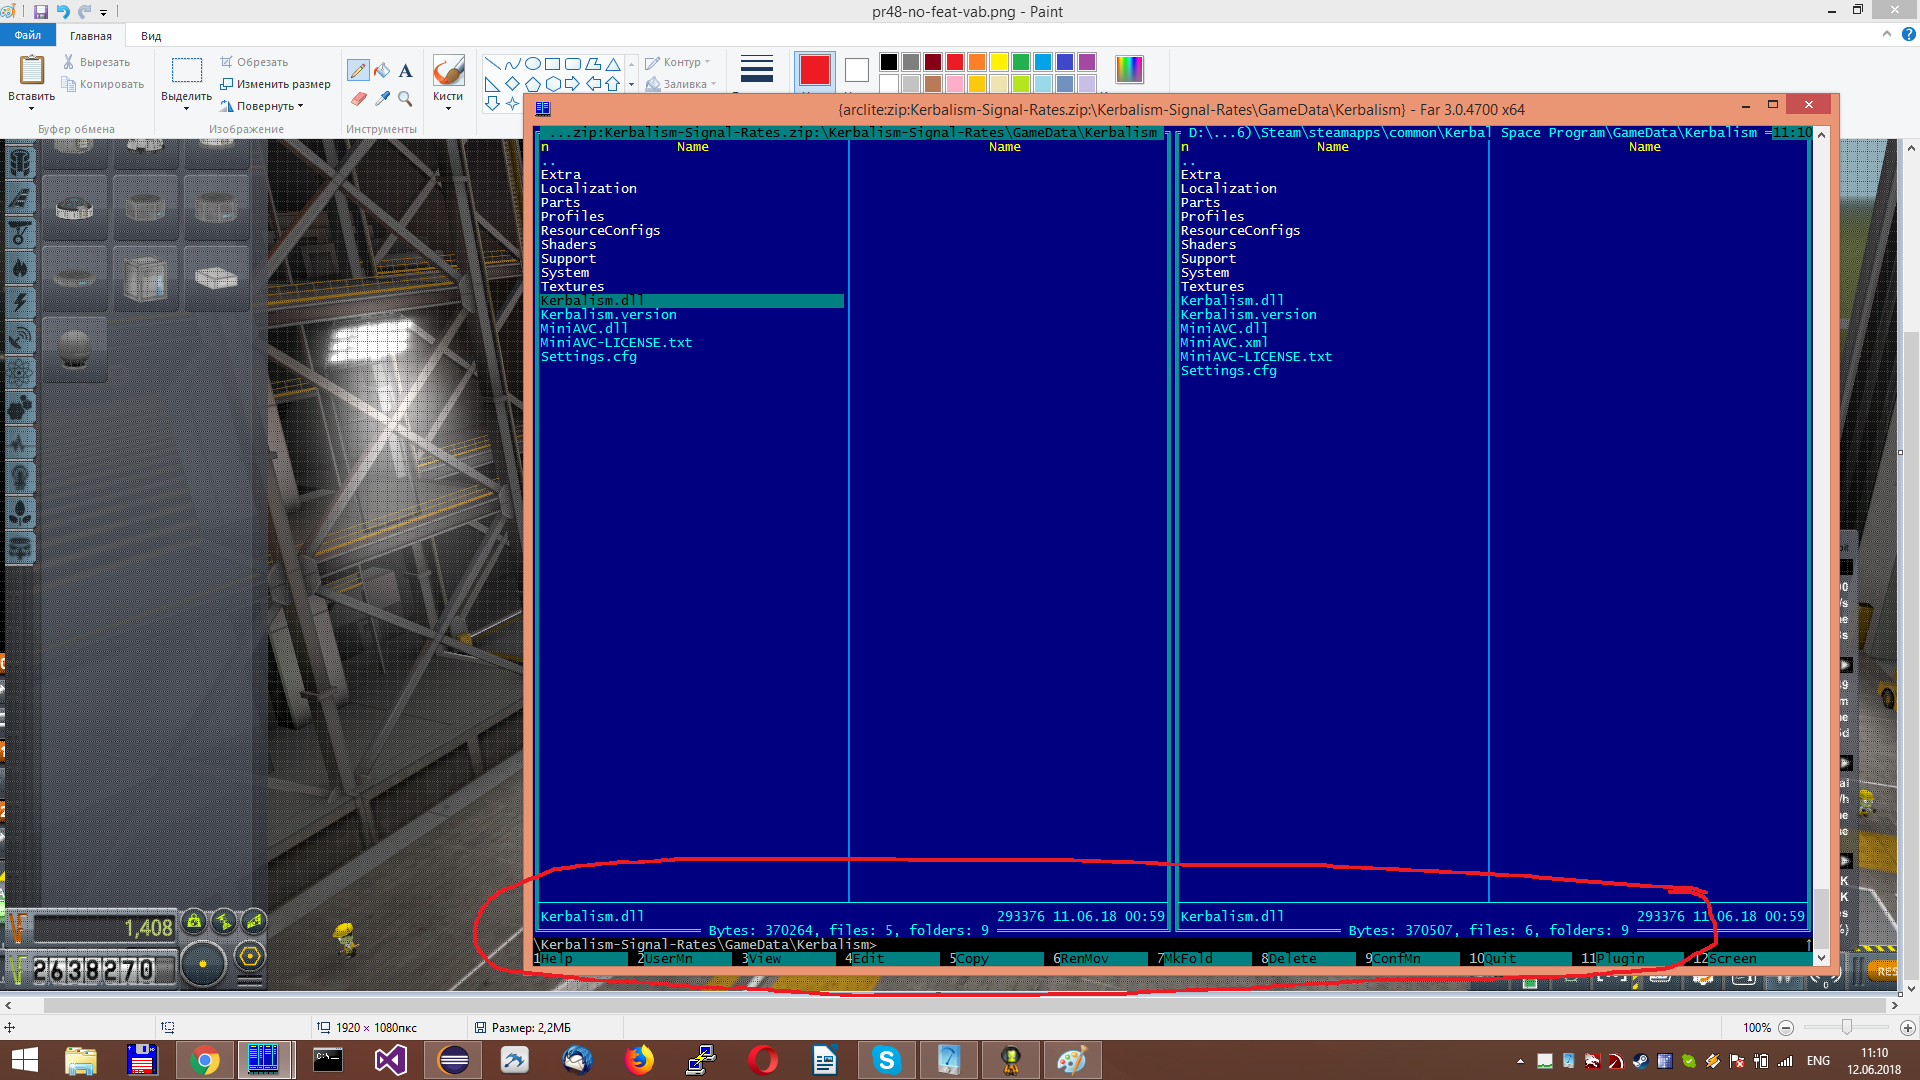 pr48-no-feat-vab.png - Paint
Файл Главная Вид
Вставить
Вырезать
Копировать
Буфер обмена
Выделить
Обрезать
Изменить размер
Повернуть
Изображение
Инструменты
Кисти
Контур
Заливка
{arclite:zip:Kerbalism-Signal-Rates.zip:\Kerbalism-Signal-Rates\GameData\Kerbalism} - Far 3.0.4700 x64
...zip:Kerbalism-Signal-Rates.zip:\Kerbalism-Signal-Rates\GameData\Kerbalism
n Name Name
..
Extra
Localization
Parts
Profiles
ResourceConfigs
Shaders
Support
System
Textures
Kerbalism.dll
Kerbalism.version
MiniAVC.dll
MiniAVC-LICENSE.txt
Settings.cfg
Kerbalism.dll 293376 11.06.18 00:59
Bytes: 370264, files: 5, folders: 9
D:\...6)\Steam\steamapps\common\Kerbal Space Program\GameData\Kerbalism 11:10
n Name Name
..
Extra
Localization
Parts
Profiles
ResourceConfigs
Shaders
Support
System
Textures
Kerbalism.dll
Kerbalism.version
MiniAVC.dll
MiniAVC.xml
MiniAVC-LICENSE.txt
Settings.cfg
Kerbalism.dll 293376 11.06.18 00:59
Bytes: 370507, files: 6, folders: 9
\Kerbalism-Signal-Rates\GameData\Kerbalism>
1Help 2UserMn 3View 4Edit 5Copy 6RenMov 7MkFold 8Delete 9ConfMn 10Quit 11Plugin 12Screen
1,408
2638270
RES
1920 × 1080пкс
Размер: 2,2МБ
100%
ENG
11:10
12.06.2018